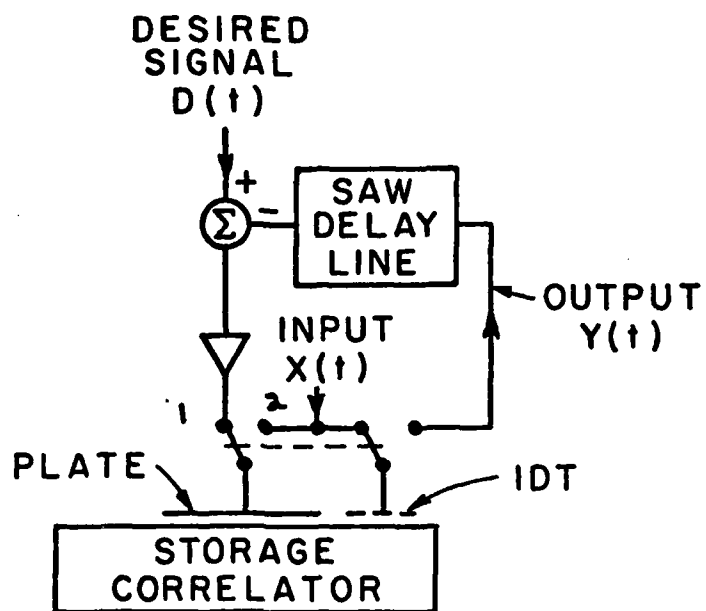 DESIRED
SIGNAL
D(t)
+
Σ
-
SAW
DELAY
LINE
OUTPUT
Y(t)
INPUT
X(t)
1
2
PLATE
IDT
STORAGE
CORRELATOR